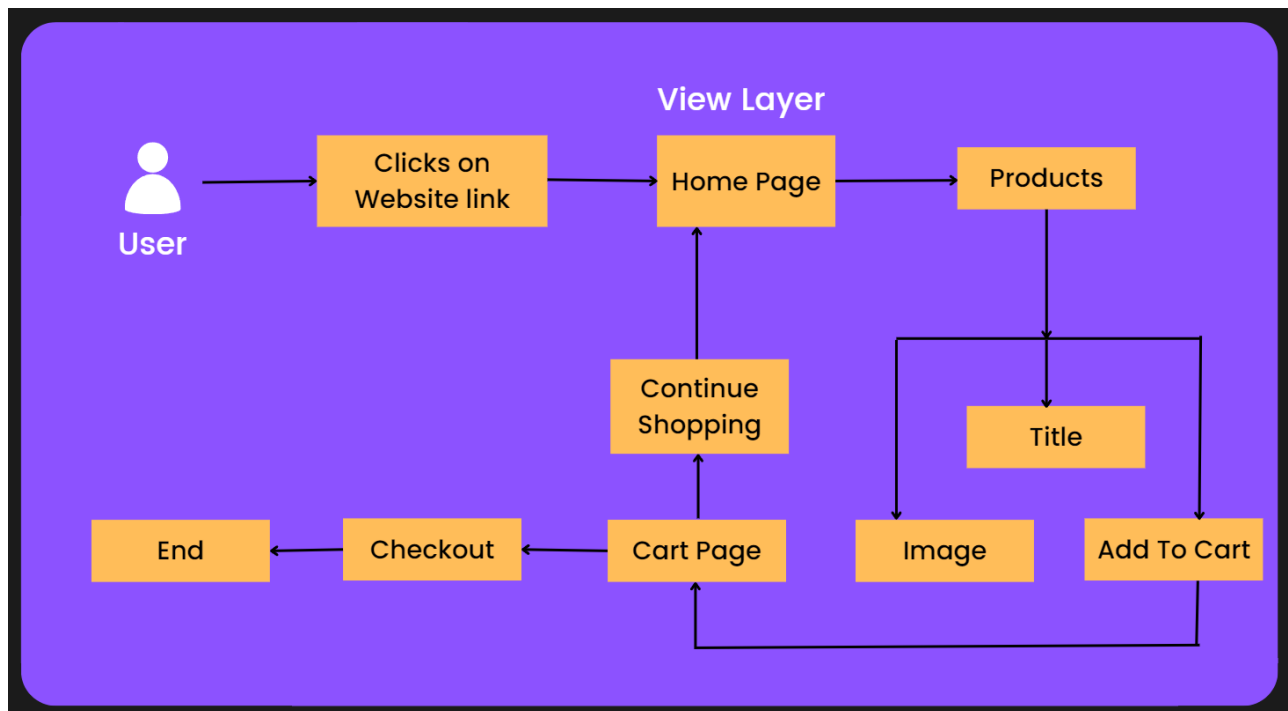 View Layer
User
Clicks on
Website link
Home Page
Products
Continue
Shopping
Title
End
Checkout
Cart Page
Image
Add To Cart